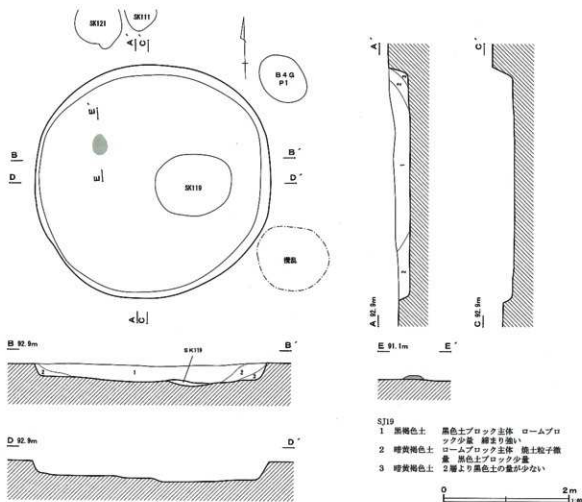 SK121
SK111
A´
C´
B4G
P1
E´
E
B
D
B´
D´
SK119
攪乱
A
C
B 92.9m
B´
SK119
1
2
2
3
D 92.9m
D´
A´
C´
3
2
1
2
A 92.9m
C 92.9m
E 91.1m
E´
SJ19
1 黒褐色土 黒色土ブロック主体 ロームブロ
ック少量 締まり強い
2 暗黄褐色土 ロームブロック主体 焼土粒子微
量 黒色土ブロック少量
3 暗黄褐色土 2層より黒色土の量が少ない
0
2m